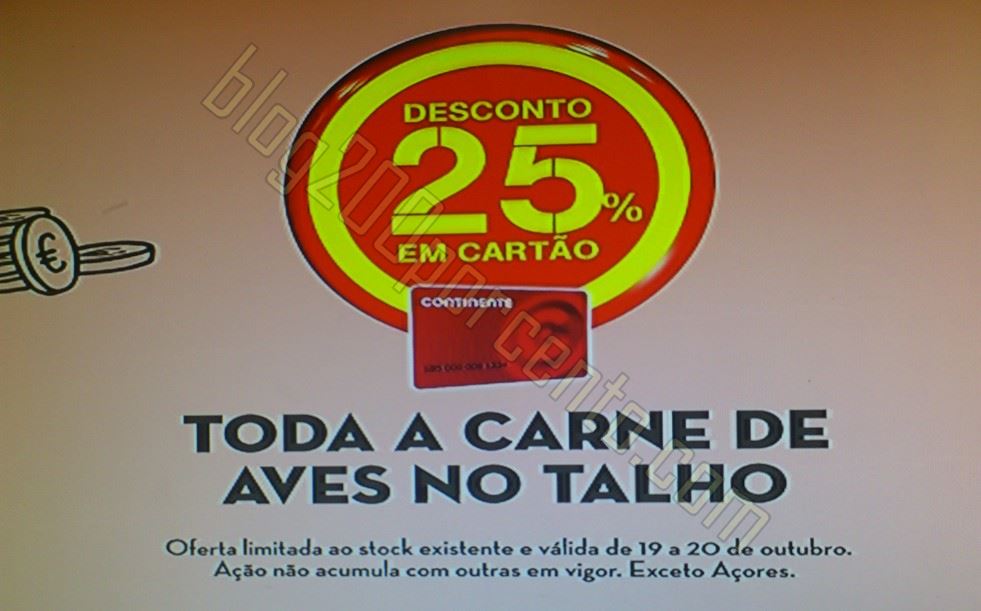 DESCONTO
25%
EM CARTÃO
CONTINENTE
TODA A CARNE DE
AVES NO TALHO
Oferta limitada ao stock existente e válida de 19 a 20 de outubro.
Ação não acumula com outras em vigor. Exceto Açores.
€
blog200porcento.com